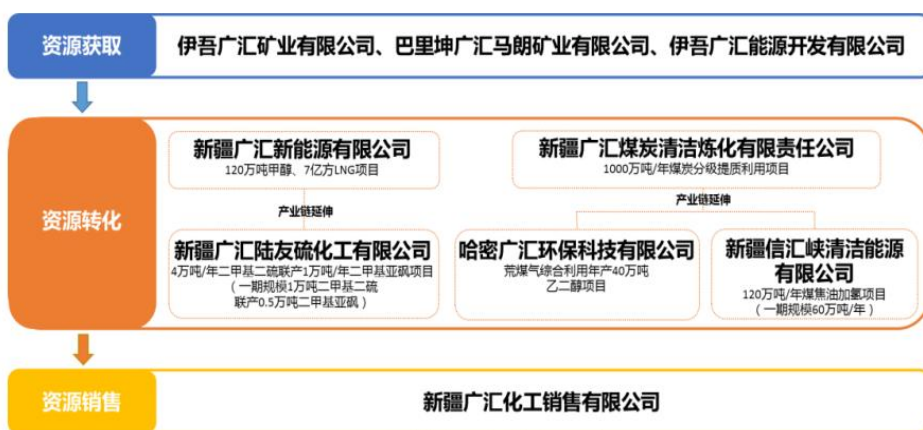 资源获取
伊吾广汇矿业有限公司、巴里坤广汇马朗矿业有限公司、伊吾广汇能源开发有限公司
资源转化
新疆广汇新能源有限公司
120万吨甲醇、7亿方LNG项目
新疆广汇煤炭清洁炼化有限责任公司
1000万吨/年煤炭分级提质利用项目
产业链延伸
产业链延伸
新疆广汇陆友硫化工有限公司
4万吨/年二甲基二硫联产1万吨/年二甲基亚砜项目
（一期规模1万吨二甲基二硫
联产0.5万吨二甲基亚砜）
哈密广汇环保科技有限公司
荒煤气综合利用年产40万吨
乙二醇项目
新疆信汇峡清洁能源
有限公司
120万吨/年煤焦油加氢项目
（一期规模60万吨/年）
资源销售
新疆广汇化工销售有限公司